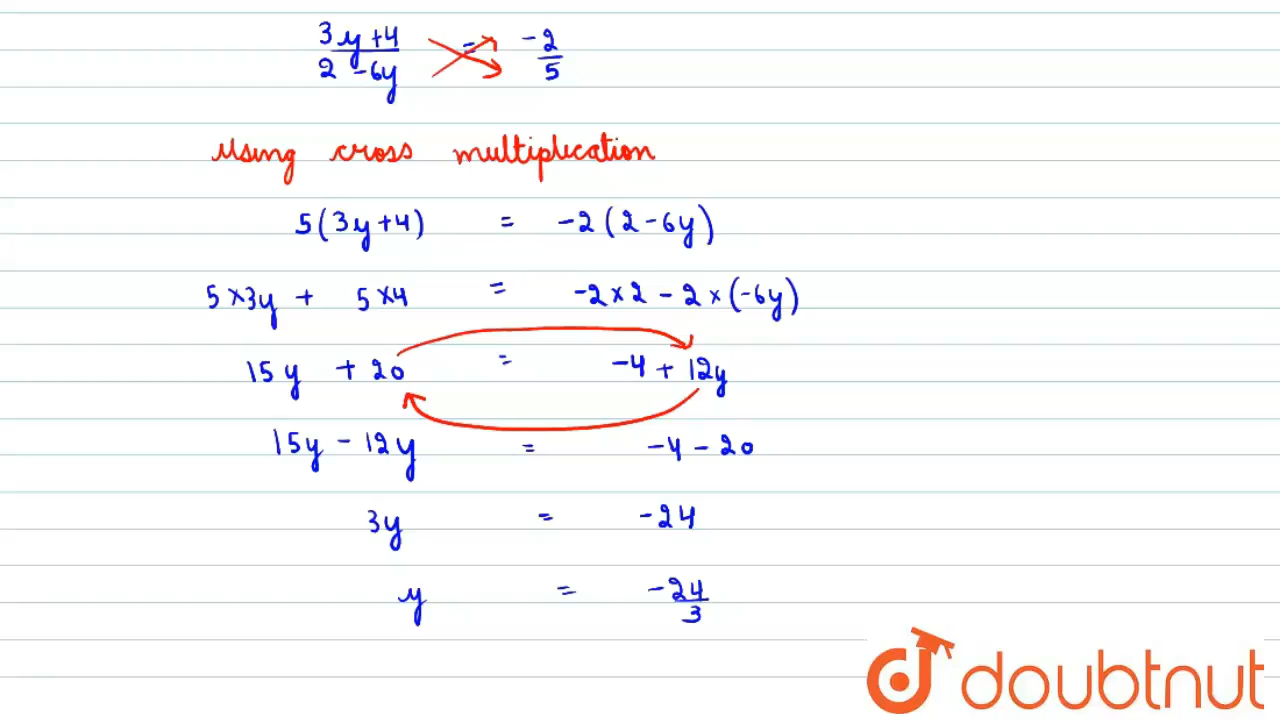 3y+4/2-6y = -2/5
Using cross multiplication
5(3y+4) = -2(2-6y)
5×3y + 5×4 = -2×2-2×(-6y)
15y + 20 = -4+12y
15y-12y = -4-20
3y = -24
y = -24/3
doubtnut